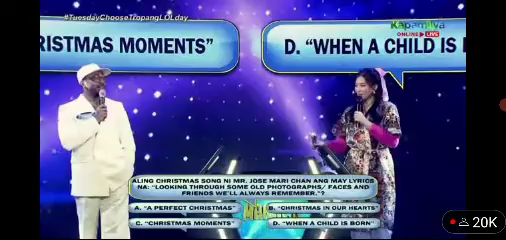 #TuesdayChooseTropangLOLday
Kapamilya
ONLINE LIVE
RISTMAS MOMENTS”
D. “WHEN A CHILD IS
ALING CHRISTMAS SONG NI MR. JOSE MARI CHAN ANG MAY LYRICS
NA: “LOOKING THROUGH SOME OLD PHOTOGRAPHS/ FACES AND
FRIENDS WE'LL ALWAYS REMEMBER.”?
A. “A PERFECT CHRISTMAS”
B. “CHRISTMAS IN OUR HEARTS”
C. “CHRISTMAS MOMENTS”
D. “WHEN A CHILD IS BORN”
20K